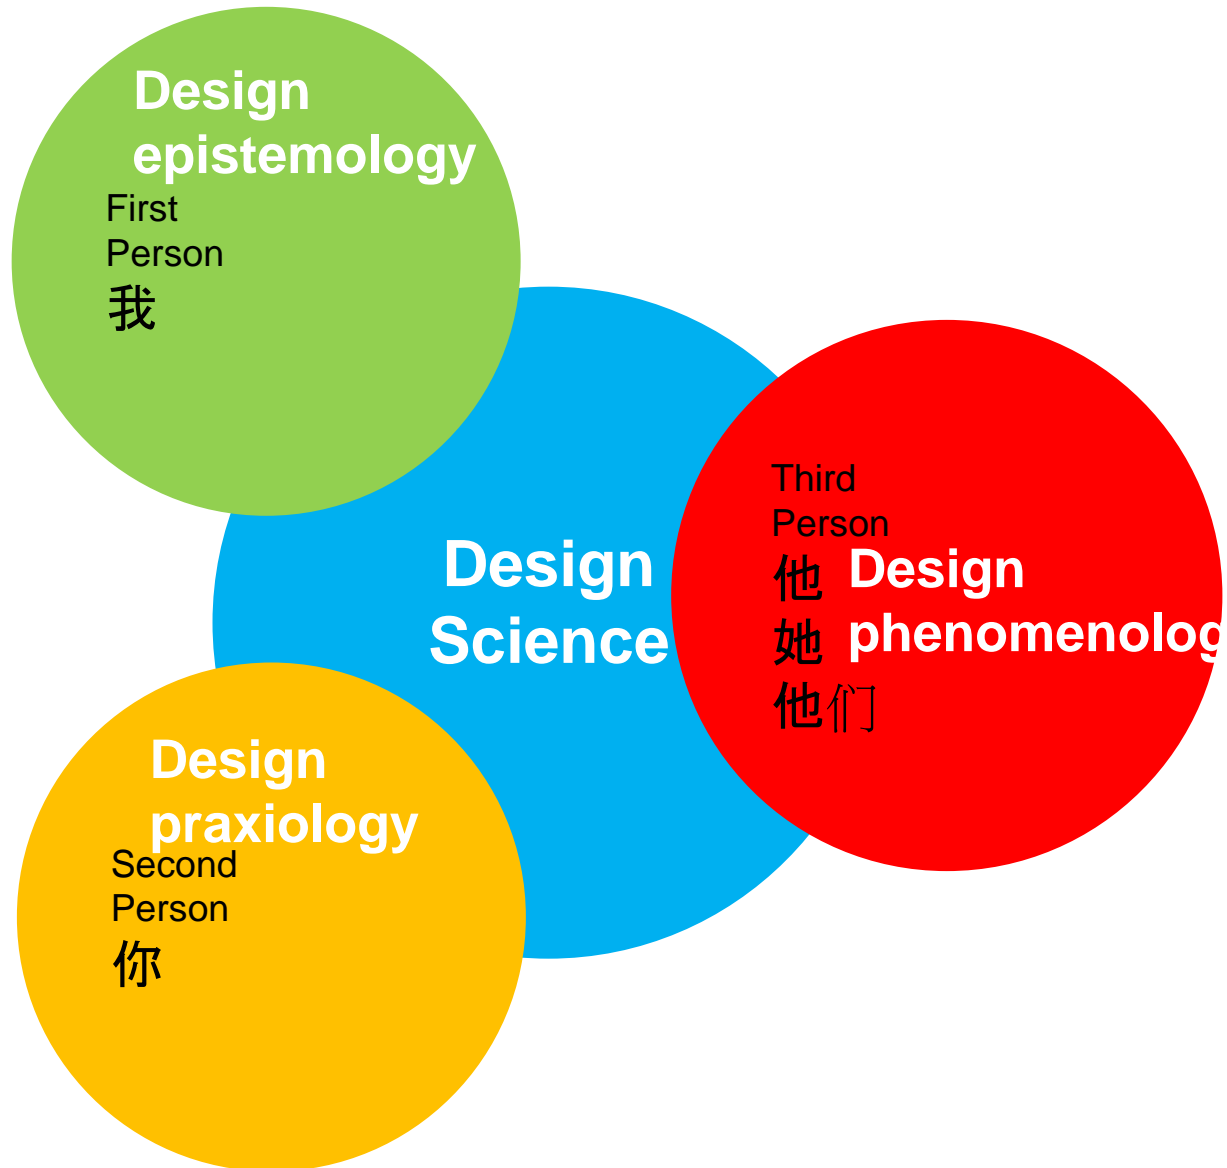 Design
epistemology
First
Person
我
Design
Science
Third
Person
他
她
他们
Design
phenomenolog
Design
praxiology
Second
Person
你